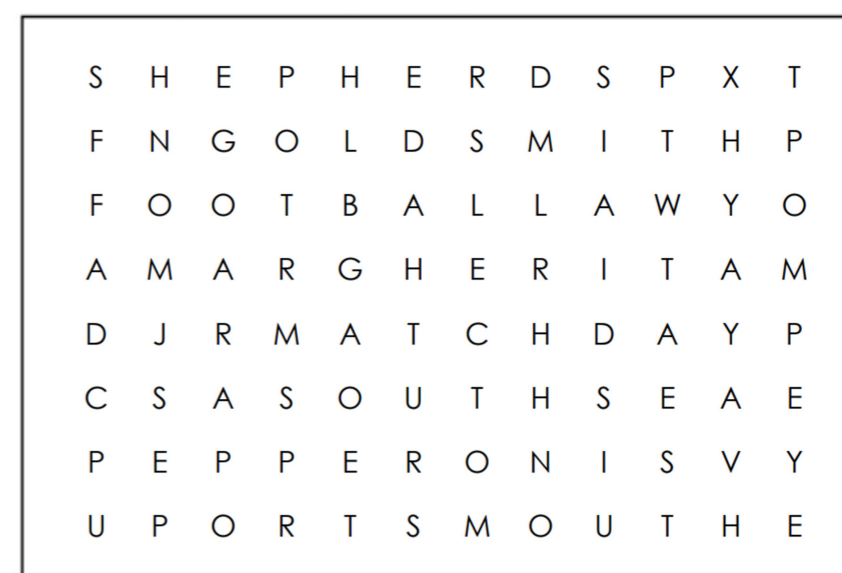 S H E P H E R D S P X T
F N G O L D S M I T H P
F O O T B A L L A W Y O
A M A R G H E R I T A M
D J R M A T C H D A Y P
C S A S O U T H S E A E
P E P P E R O N I S V Y
U P O R T S M O U T H E